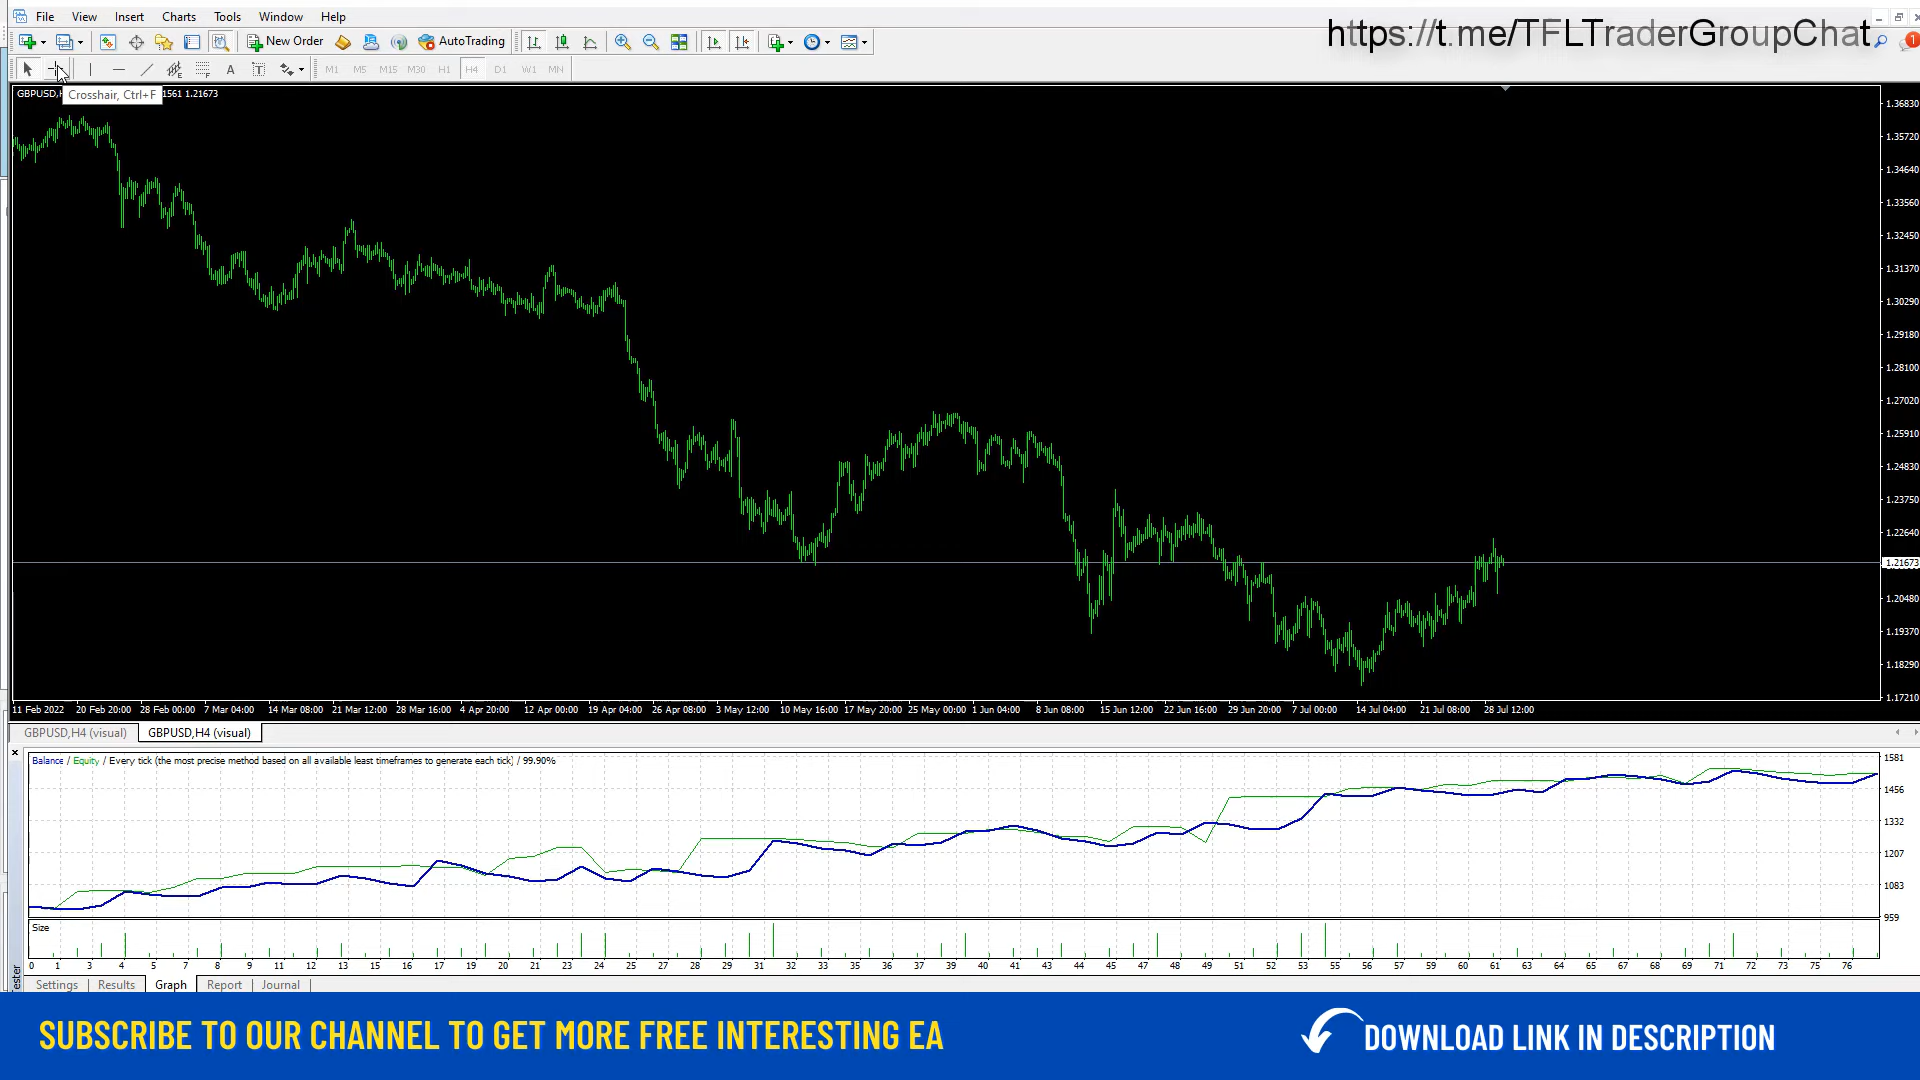 File View Insert Charts Tools Window Help
https://t.me/TFLTraderGroupChat
New Order AutoTrading
1
A T M1 M5 M15 M30 H1 H4 D1 W1 MN
Crosshair, Ctrl+F
GBPUSD,H 1561 1.21673
1.36830
1.35720
1.34640
1.33560
1.32450
1.31370
1.30290
1.29180
1.28100
1.27020
1.25910
1.24830
1.23750
1.22640
1.21673
1.20480
1.19370
1.18290
1.17210
11 Feb 2022 20 Feb 20:00 28 Feb 00:00 7 Mar 04:00 14 Mar 08:00 21 Mar 12:00 28 Mar 16:00 4 Apr 20:00 12 Apr 00:00 19 Apr 04:00 26 Apr 08:00 3 May 12:00 10 May 16:00 17 May 20:00 25 May 00:00 1 Jun 04:00 8 Jun 08:00 15 Jun 12:00 22 Jun 16:00 29 Jun 20:00 7 Jul 00:00 14 Jul 04:00 21 Jul 08:00 28 Jul 12:00
GBPUSD,H4 (visual) GBPUSD,H4 (visual)
Balance / Equity / Every tick (the most precise method based on all available least timeframes to generate each tick) / 99.90%
1581
1456
1332
1207
1083
959
Size
0 1 3 4 5 7 8 9 11 12 13 15 16 17 19 20 21 23 24 25 27 28 29 31 32 33 35 36 37 39 40 41 43 44 45 47 48 49 51 52 53 55 56 57 59 60 61 63 64 65 67 68 69 71 72 73 75 76
Settings Results Graph Report Journal
SUBSCRIBE TO OUR CHANNEL TO GET MORE FREE INTERESTING EA
DOWNLOAD LINK IN DESCRIPTION